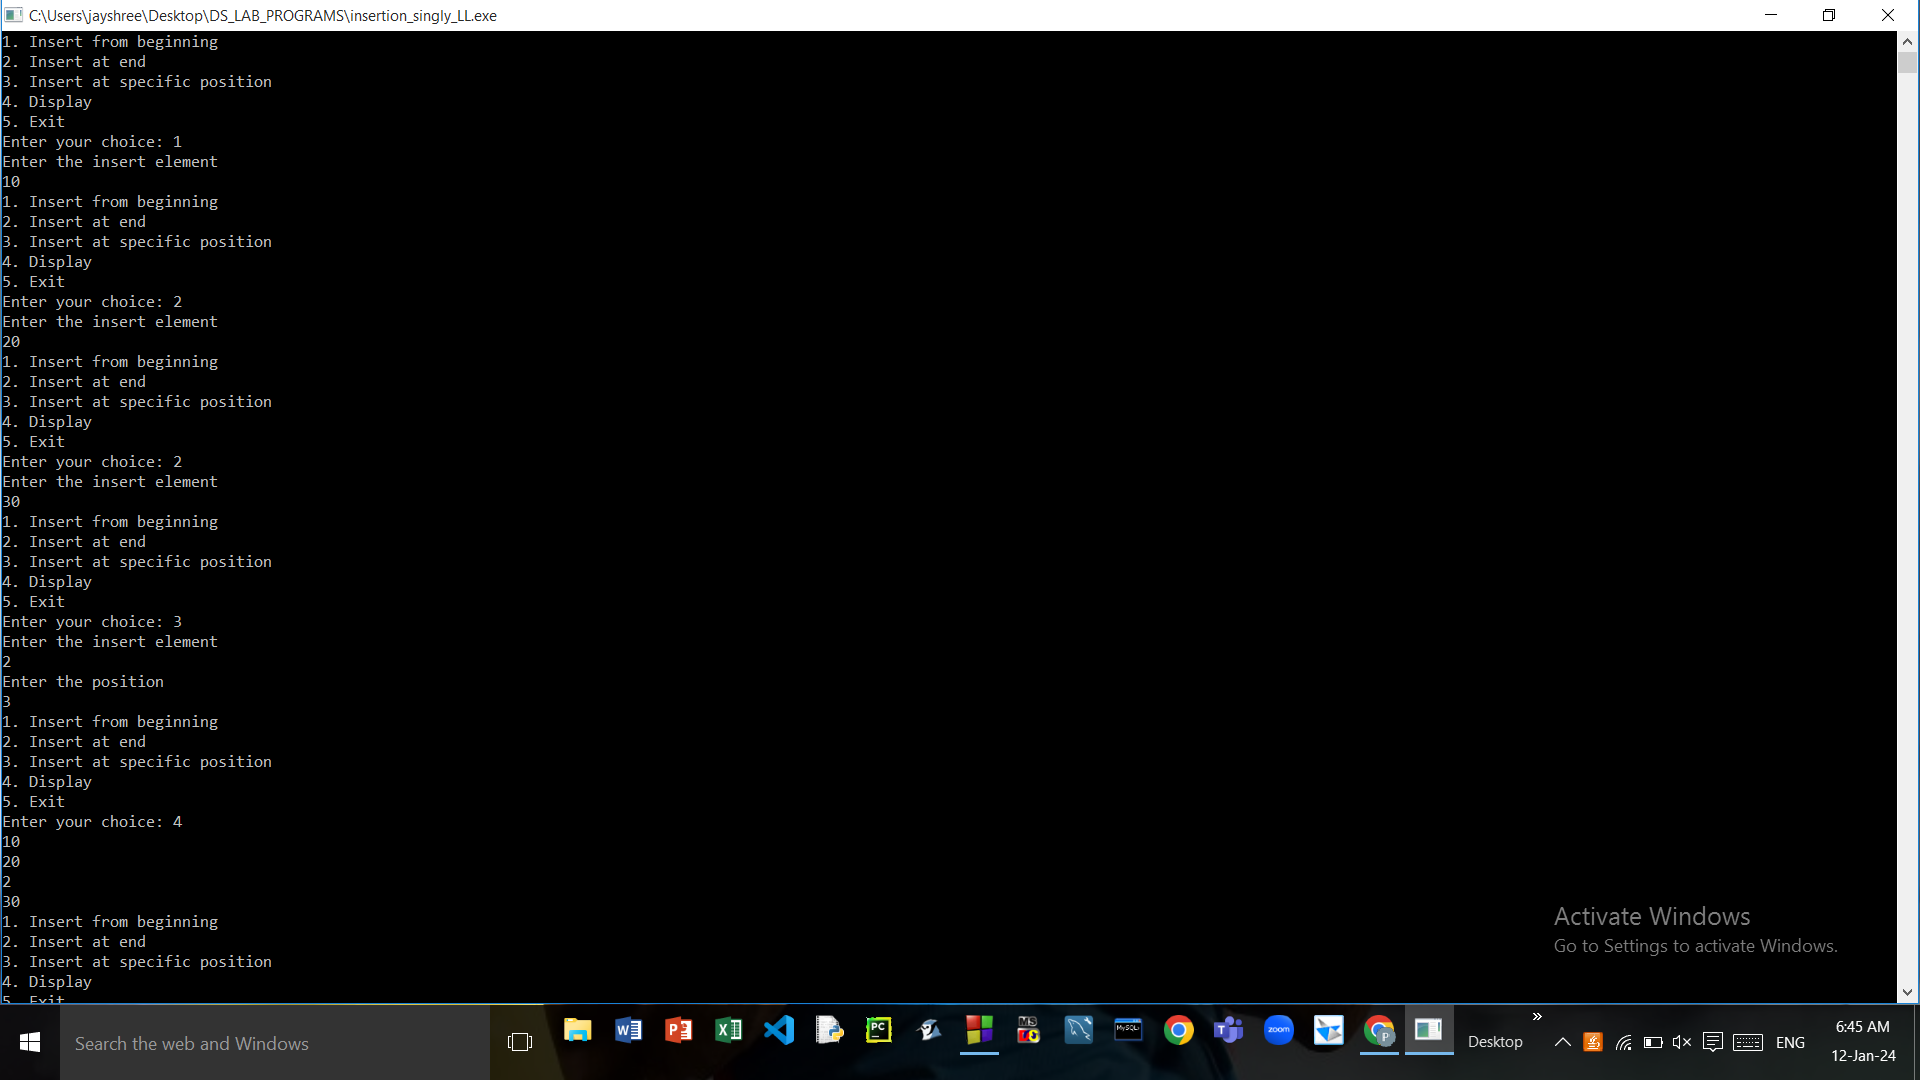 C:\Users\jayshree\Desktop\DS_LAB_PROGRAMS\insertion_singly_LL.exe
1. Insert from beginning
2. Insert at end
3. Insert at specific position
4. Display
5. Exit
Enter your choice: 1
Enter the insert element
10
1. Insert from beginning
2. Insert at end
3. Insert at specific position
4. Display
5. Exit
Enter your choice: 2
Enter the insert element
20
1. Insert from beginning
2. Insert at end
3. Insert at specific position
4. Display
5. Exit
Enter your choice: 2
Enter the insert element
30
1. Insert from beginning
2. Insert at end
3. Insert at specific position
4. Display
5. Exit
Enter your choice: 3
Enter the insert element
2
Enter the position
3
1. Insert from beginning
2. Insert at end
3. Insert at specific position
4. Display
5. Exit
Enter your choice: 4
10
20
2
30
1. Insert from beginning
2. Insert at end
3. Insert at specific position
4. Display
5. Exit
Activate Windows
Go to Settings to activate Windows.
Search the web and Windows
PC
MS
MySQL
zoom
P
Desktop
ENG
6:45 AM
12-Jan-24